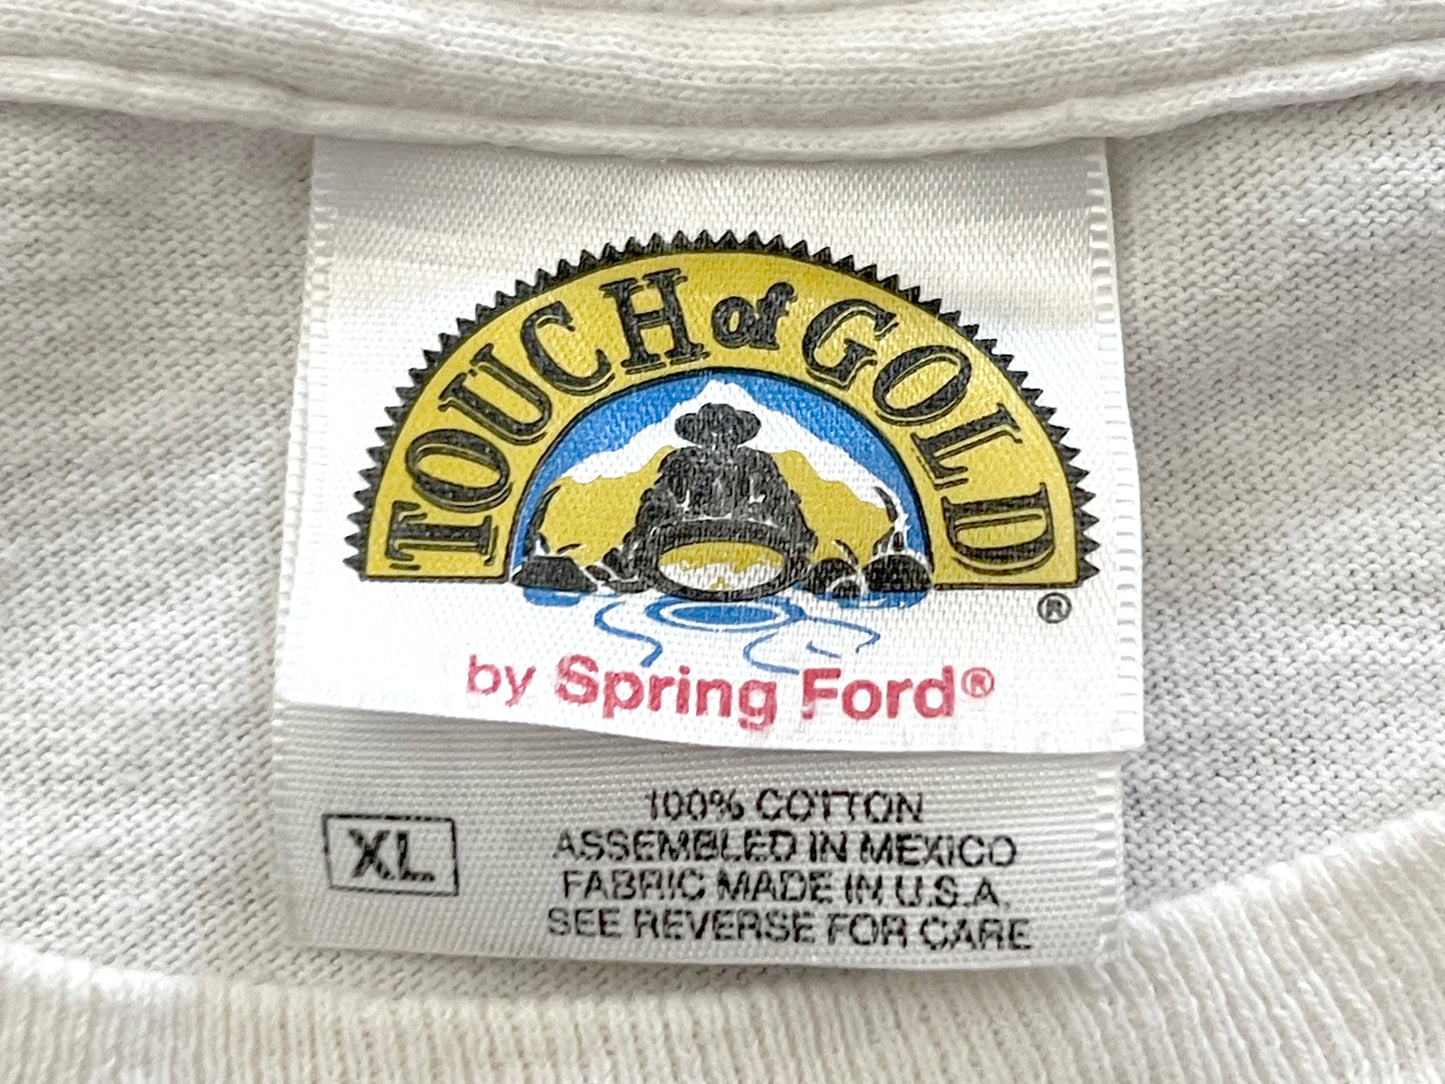 TOUCH of GOLD
®
by Spring Ford®
XL
100% COTTON
ASSEMBLED IN MEXICO
FABRIC MADE IN U.S.A.
SEE REVERSE FOR CARE